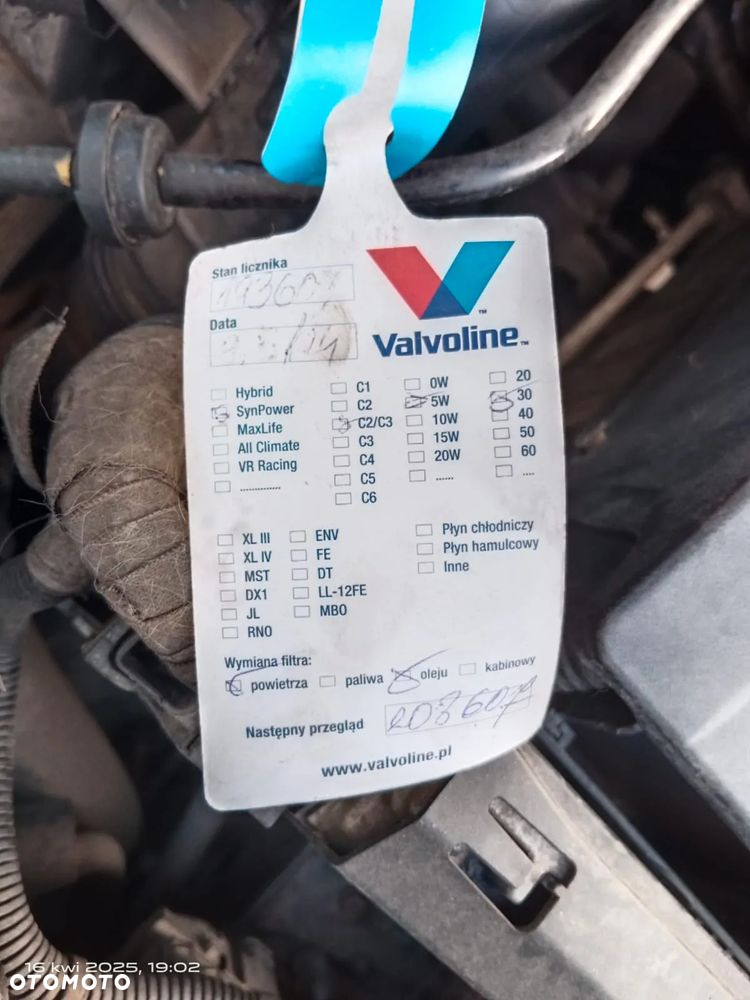 Stan licznika
193607
Data
Valvoline™
Hybrid
SynPower
MaxLife
All Climate
VR Racing
..............
C1
C2
C2/C3
C3
C4
C5
C6
0W
5W
10W
15W
20W
......
20
30
40
50
60
....
XL III
XL IV
MST
DX1
JL
RNO
ENV
FE
DT
LL-12FE
MBO
Płyn chłodniczy
Płyn hamulcowy
Inne
Wymiana filtra:
powietrza paliwa oleju kabinowy
Następny przegląd 208607
www.valvoline.pl
16 kwi 2025, 19:02
OTOMOTO